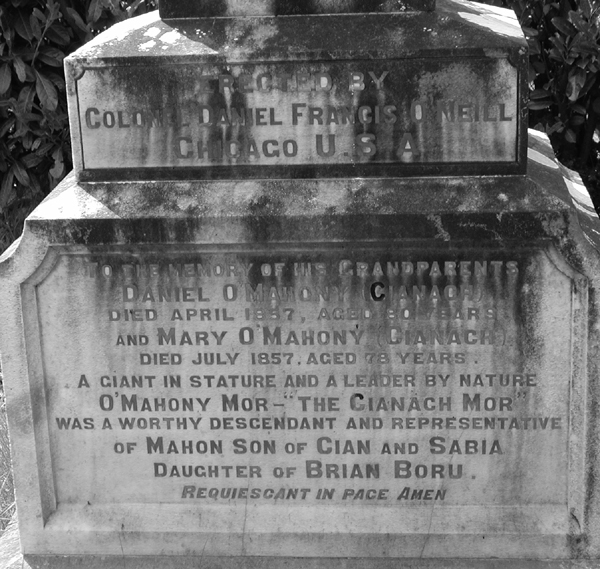 ERECTED BY
COLONEL DANIEL FRANCIS O'NEILL
CHICAGO U.S.A.
TO THE MEMORY OF HIS GRANDPARENTS
DANIEL O'MAHONY (CIANACH)
DIED APRIL 1857, AGED 80 YEARS.
AND MARY O'MAHONY (CIANACH)
DIED JULY 1857, AGED 78 YEARS.
A GIANT IN STATURE AND A LEADER BY NATURE
O'MAHONY MOR-"THE CIANACH MOR"
WAS A WORTHY DESCENDANT AND REPRESENTATIVE
OF MAHON SON OF CIAN AND SABIA
DAUGHTER OF BRIAN BORU.
REQUIESCANT IN PACE AMEN